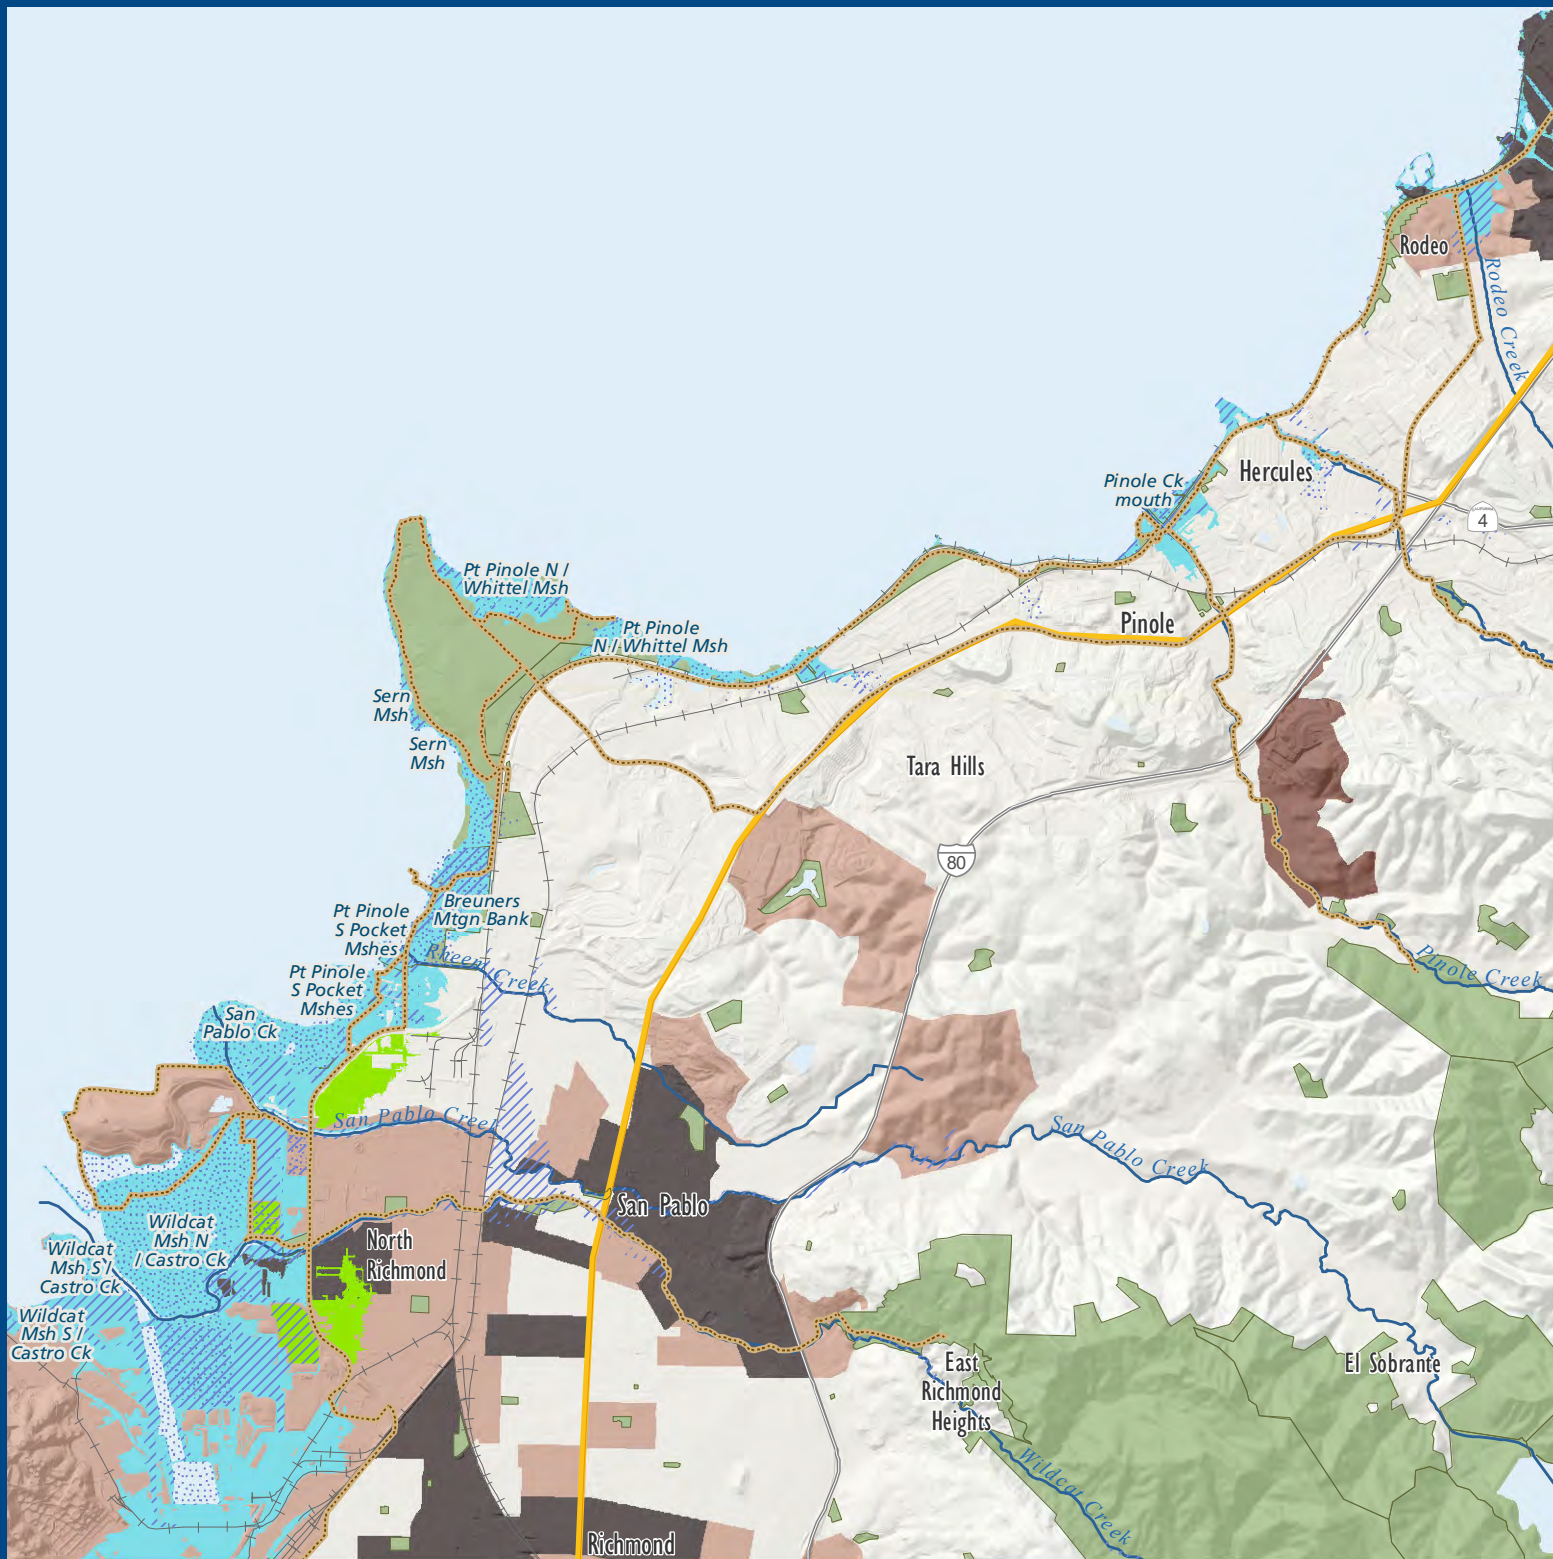 Rodeo
Rodeo Creek
Hercules
CALIFORNIA
4
Pinole Ck
mouth
Pt Pinole N /
Whittel Msh
Pt Pinole
N / Whittel Msh
Pinole
Sern
Msh
Sern
Msh
Tara Hills
80
Breuners
Mtgn Bank
Pt Pinole
S Pocket
Mshes
Rheem Creek
Pinole Creek
Pt Pinole
S Pocket
Mshes
San
Pablo Ck
San Pablo Creek
San Pablo Creek
San Pablo
Wildcat
Msh N
/ Castro Ck
North
Richmond
Wildcat
Msh S /
Castro Ck
Wildcat
Msh S /
Castro Ck
East
Richmond
Heights
El Sobrante
Wildcat Creek
Richmond